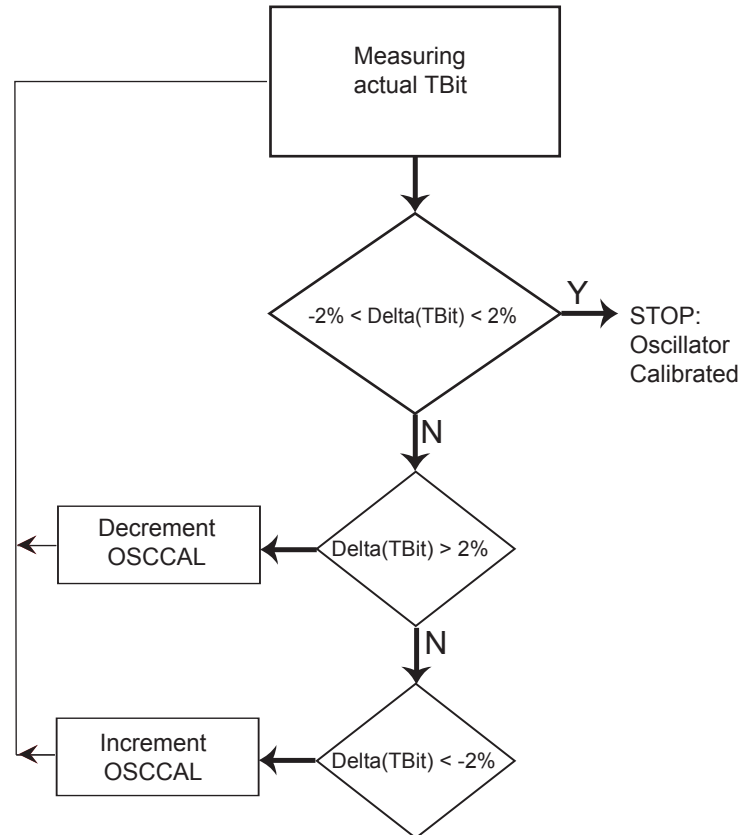 Measuring
actual TBit
-2% < Delta(TBit) < 2%
Y
STOP:
Oscillator
Calibrated
N
Decrement
OSCCAL
Delta(TBit) > 2%
N
Increment
OSCCAL
Delta(TBit) < -2%